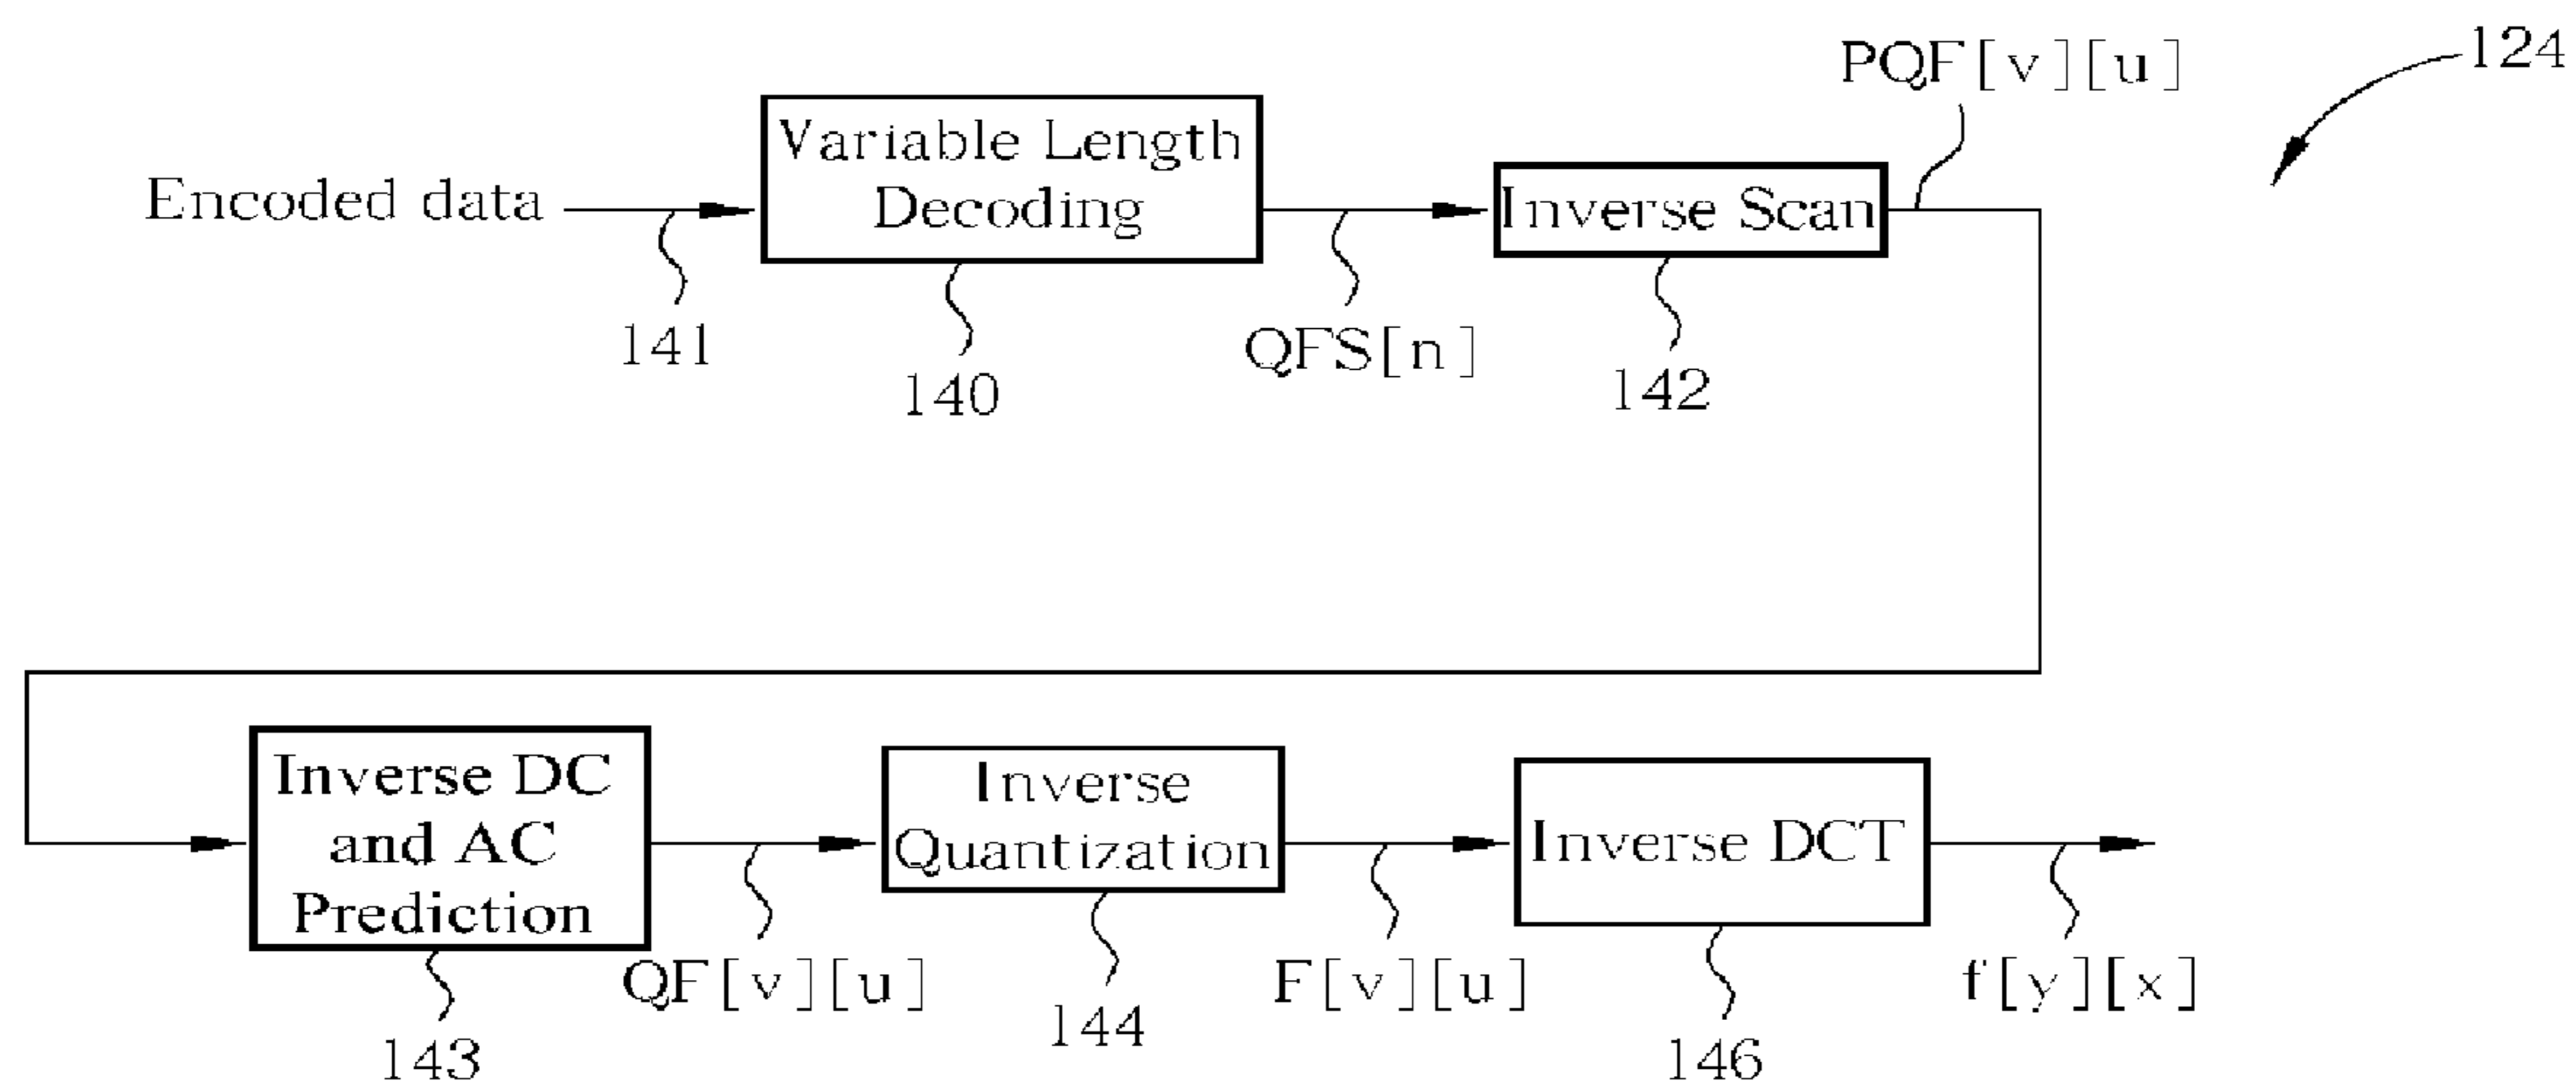 PQF[v][u]
124
Variable Length
Decoding
Encoded data
Inverse Scan
141
140
QFS[n]
142
Inverse DC
and AC
Prediction
Inverse
Quantization
Inverse DCT
QF[v][u]
F[v][u]
f[y][x]
143
144
146